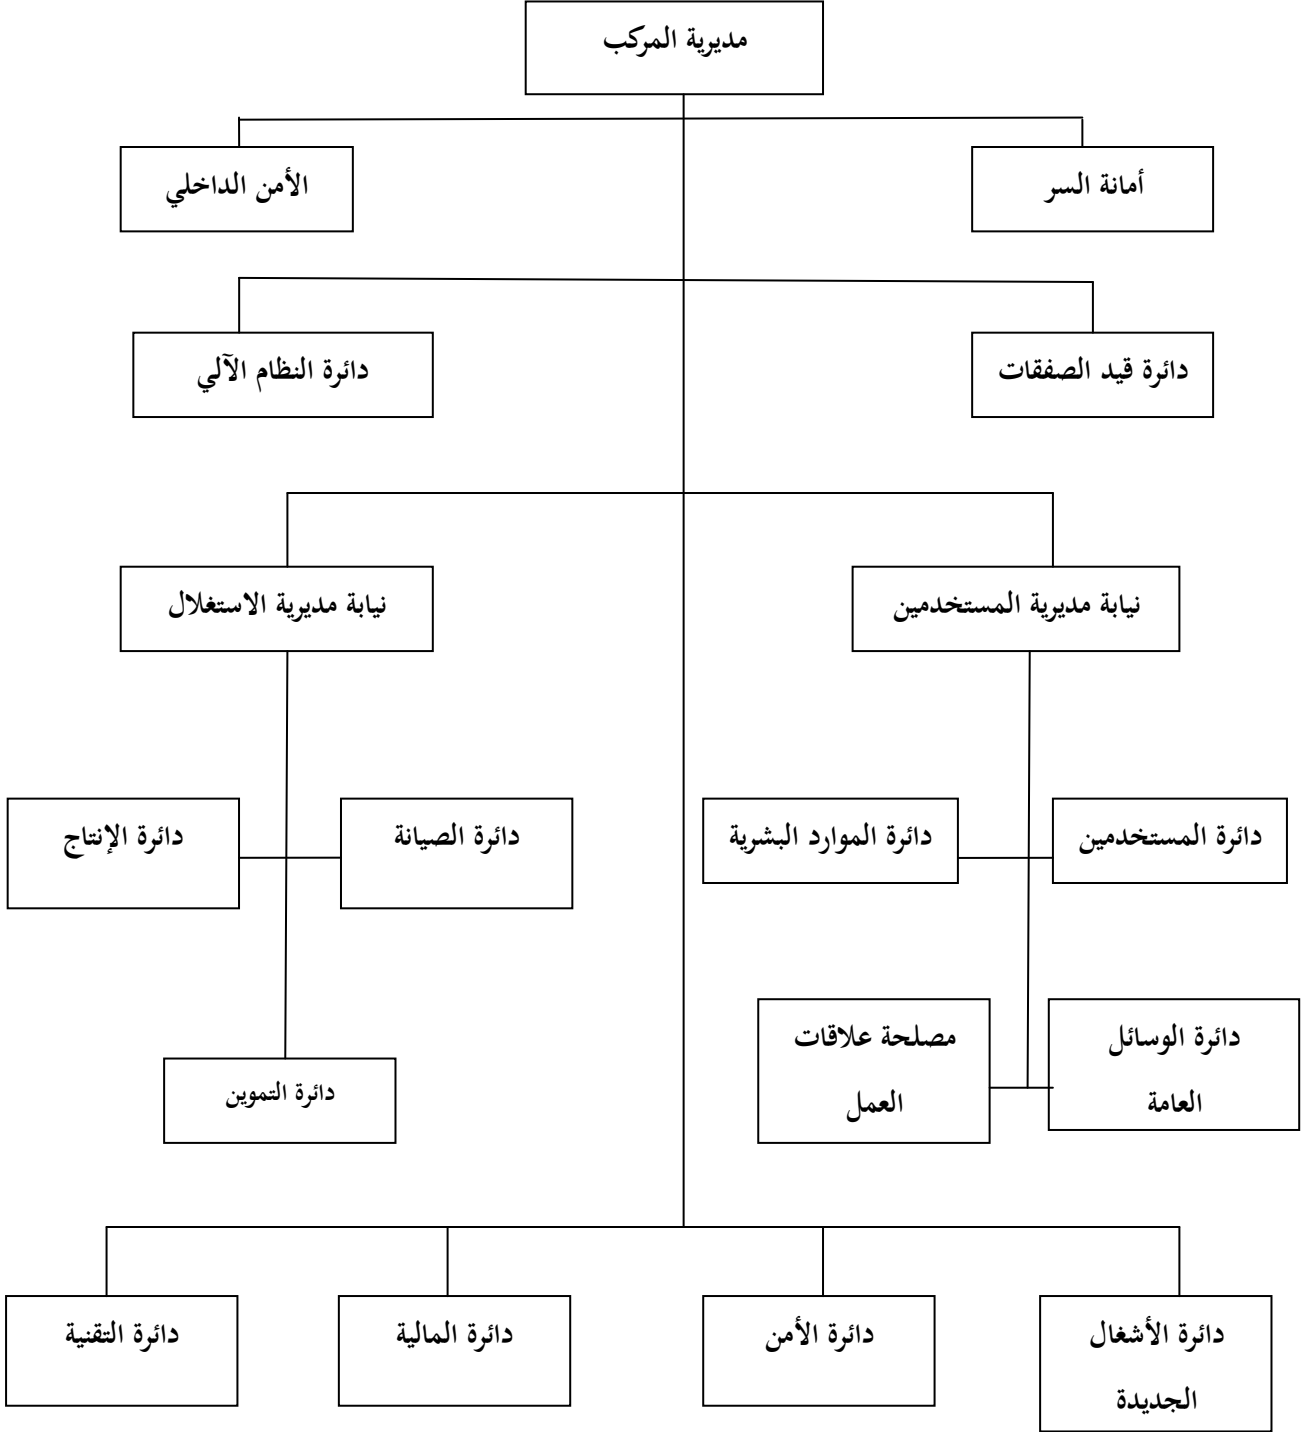 مديرية المركب
أمانة السر
الأمن الداخلي
دائرة قيد الصفقات
دائرة النظام الآلي
نيابة مديرية المستخدمين
نيابة مديرية الاستغلال
دائرة المستخدمين
دائرة الموارد البشرية
دائرة الصيانة
دائرة الإنتاج
دائرة الوسائل
العامة
مصلحة علاقات
العمل
دائرة التموين
دائرة الأشغال
الجديدة
دائرة الأمن
دائرة المالية
دائرة التقنية